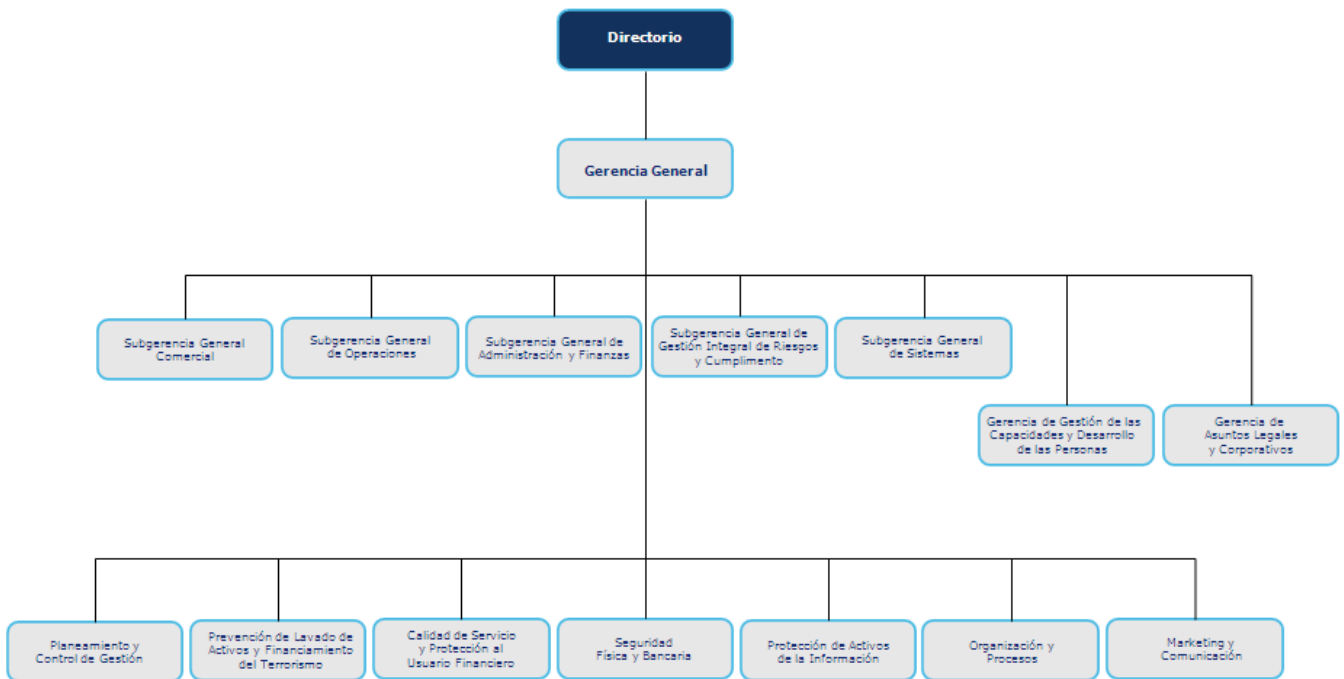 Directorio
Gerencia General
Subgerencia General
Comercial
Subgerencia General
de Operaciones
Subgerencia General de
Administración y Finanzas
Subgerencia General de
Gestión Integral de Riesgos
y Cumplimento
Subgerencia General
de Sistemas
Gerencia de Gestión de las
Capacidades y Desarrollo
de las Personas
Gerencia de
Asuntos Legales
y Corporativos
Planeamiento y
Control de Gestión
Prevención de Lavado de
Activos y Financiamiento
del Terrorismo
Calidad de Servicio
y Protección al
Usuario Financiero
Seguridad
Física y Bancaria
Protección de Activos
de la Información
Organización y
Procesos
Marketing y
Comunicación